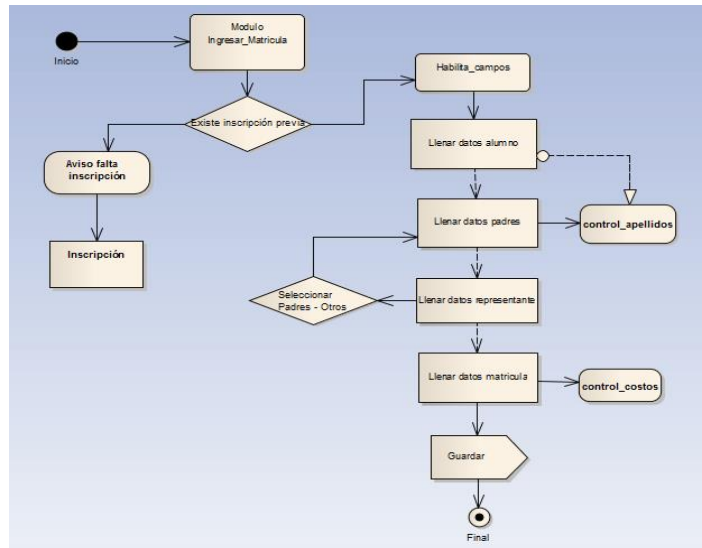 Modulo
Ingresar_Matricula
Inicio
Habilita_campos
Existe inscripción previa
Llenar datos alumno
Aviso falta
inscripción
Llenar datos padres
control_apellidos
Inscripción
Seleccionar
Padres - Otros
Llenar datos representante
Llenar datos matricula
control_costos
Guardar
Final